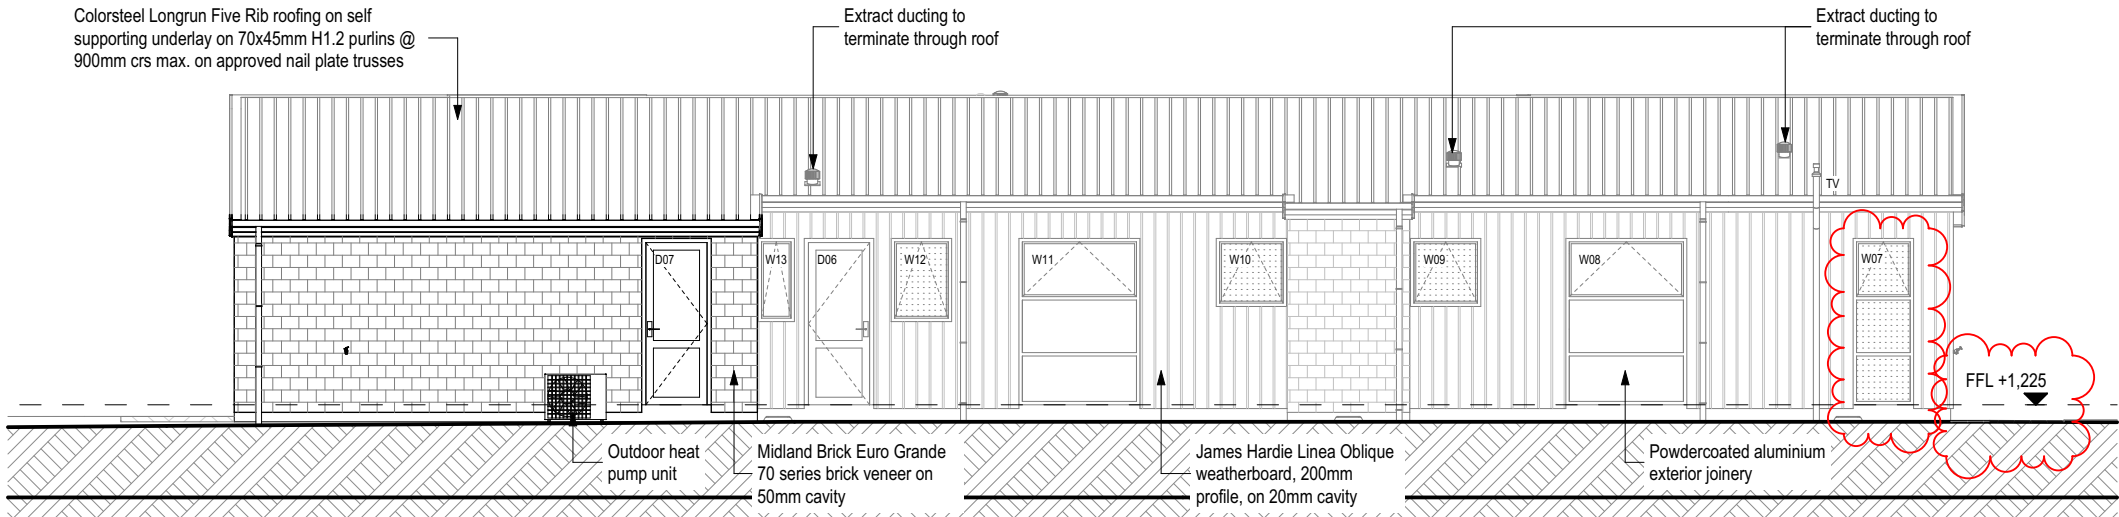 Colorsteel Longrun Five Rib roofing on self
supporting underlay on 70x45mm H1.2 purlins @
900mm crs max. on approved nail plate trusses
Extract ducting to
terminate through roof
Extract ducting to
terminate through roof
TV
D07
W13
D06
W12
W11
W10
W09
W08
W07
FFL +1,225
Outdoor heat
pump unit
Midland Brick Euro Grande
70 series brick veneer on
50mm cavity
James Hardie Linea Oblique
weatherboard, 200mm
profile, on 20mm cavity
Powdercoated aluminium
exterior joinery